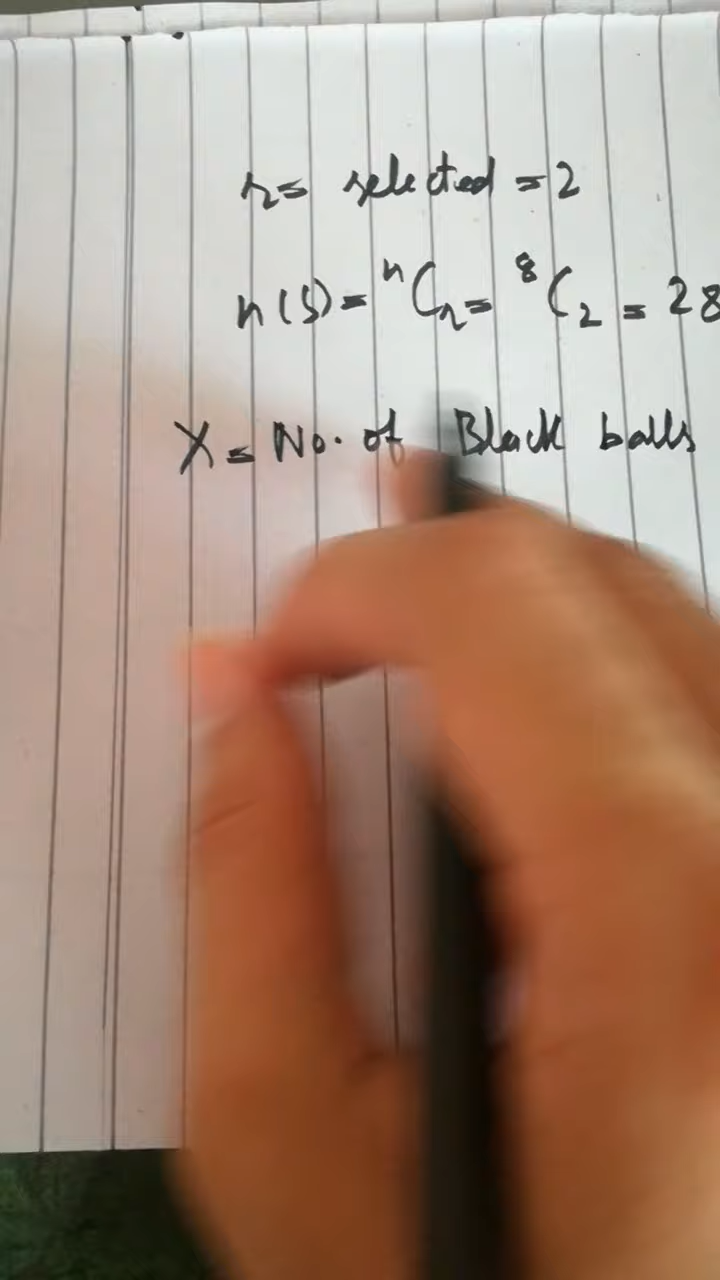 r= selected = 2
n(S) = ⁿCᵣ = ⁸C₂ = 28
X = No. of Black balls